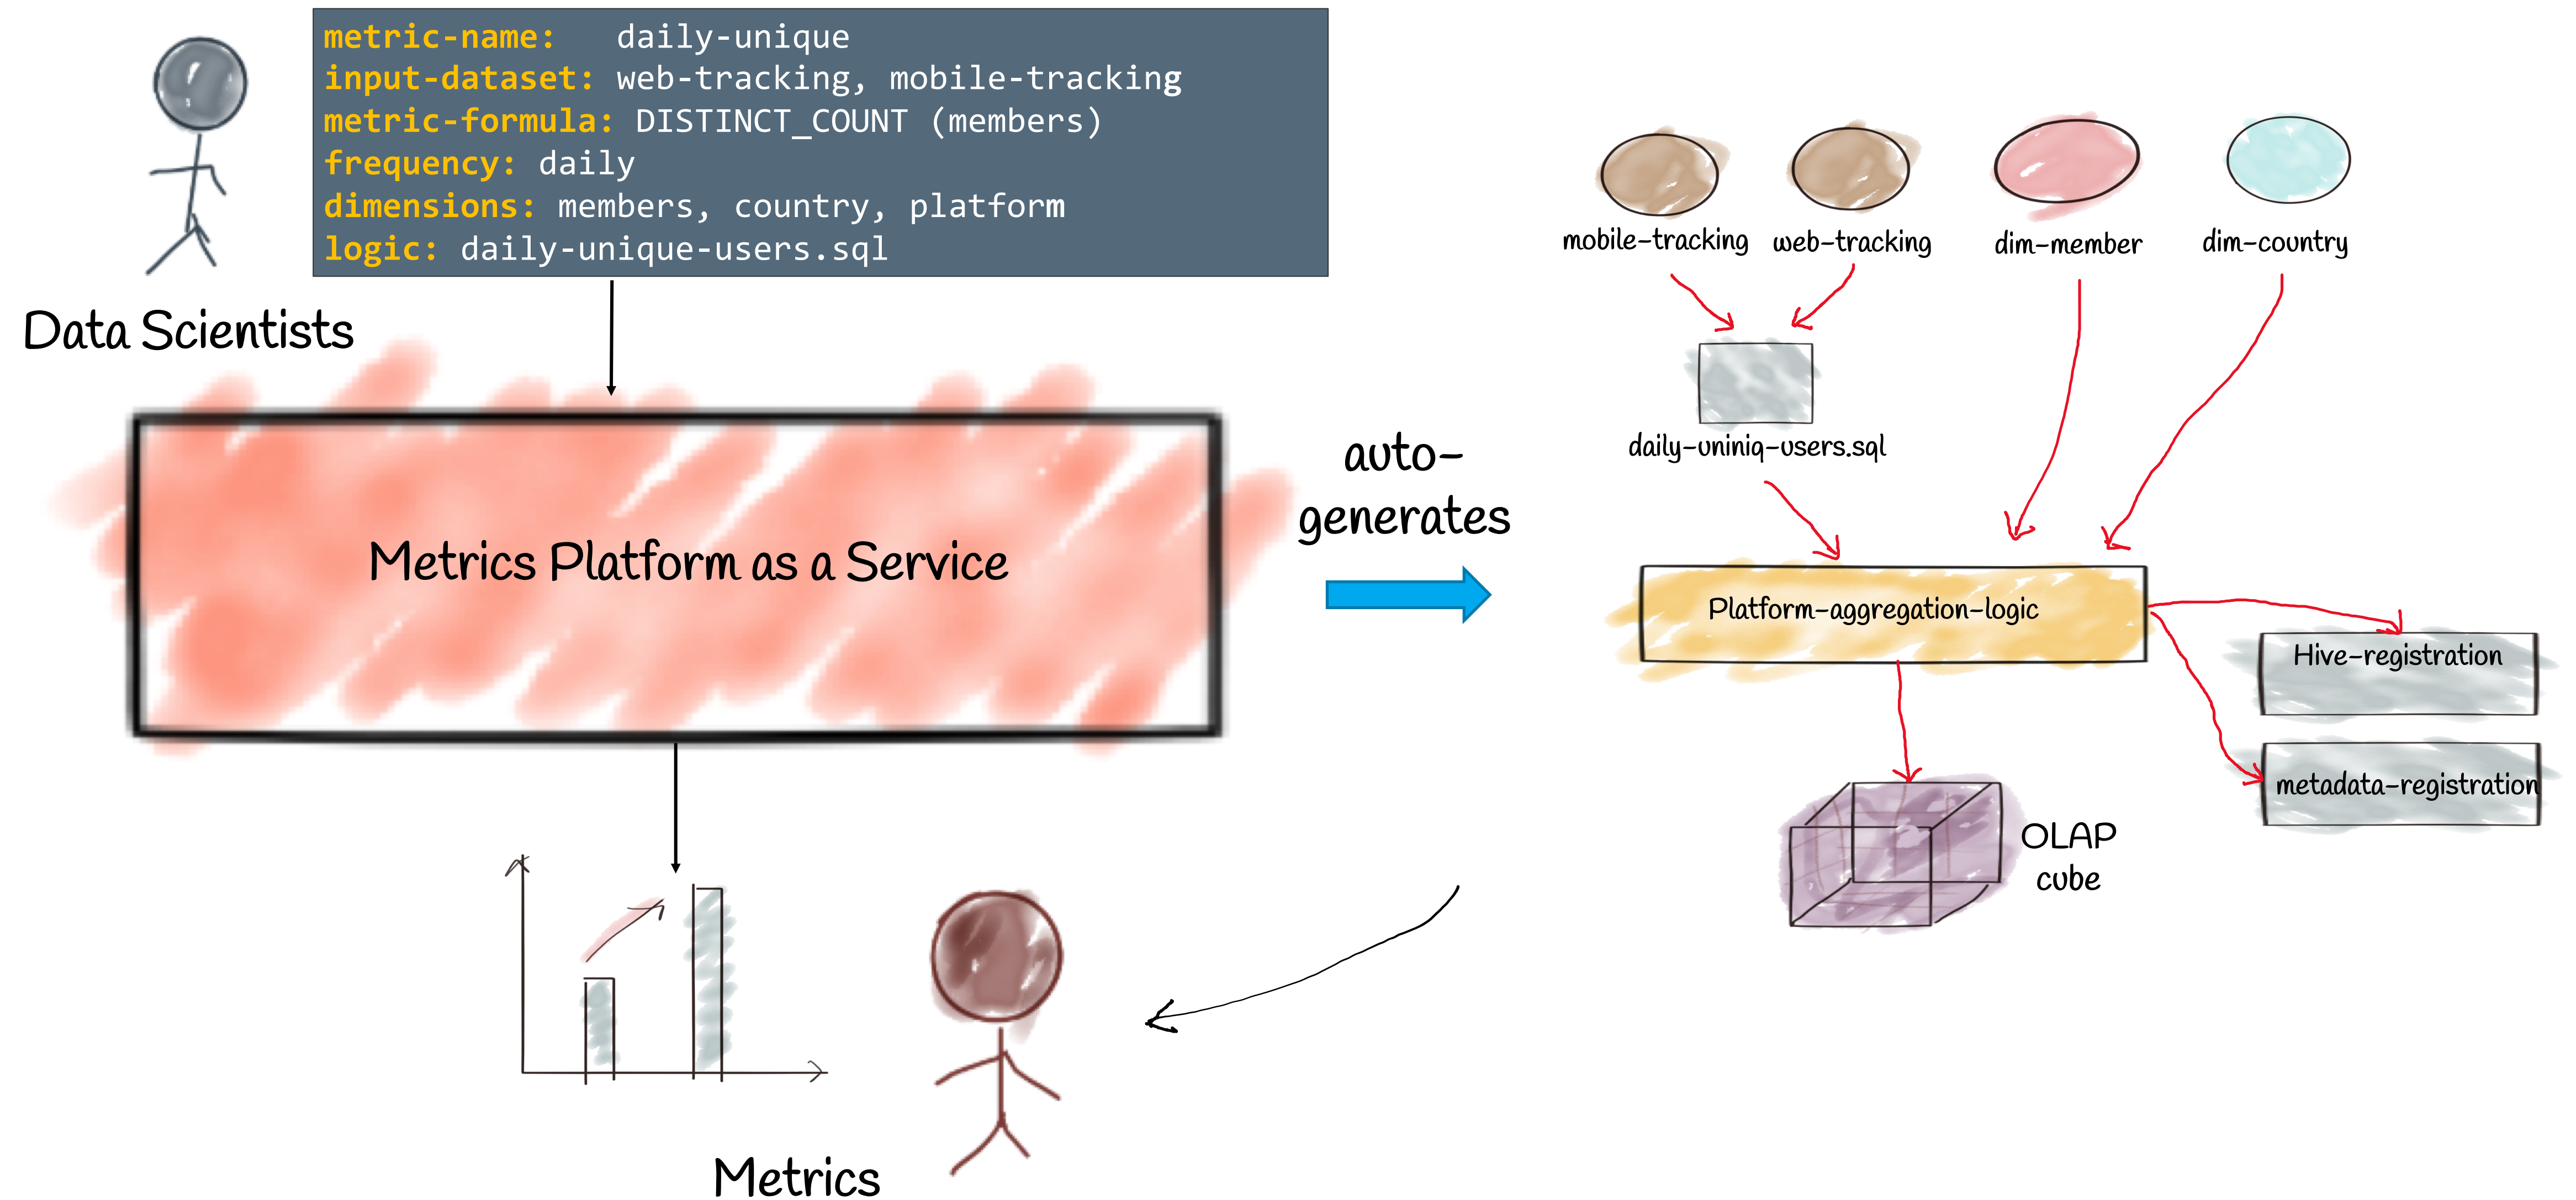 metric-name: daily-unique
input-dataset: web-tracking, mobile-tracking
metric-formula: DISTINCT_COUNT (members)
frequency: daily
dimensions: members, country, platform
logic: daily-unique-users.sql
Data Scientists
Metrics Platform as a Service
auto-
generates
mobile-tracking
web-tracking
dim-member
dim-country
daily-uniniq-users.sql
Platform-aggregation-logic
Hive-registration
metadata-registration
OLAP
cube
Metrics